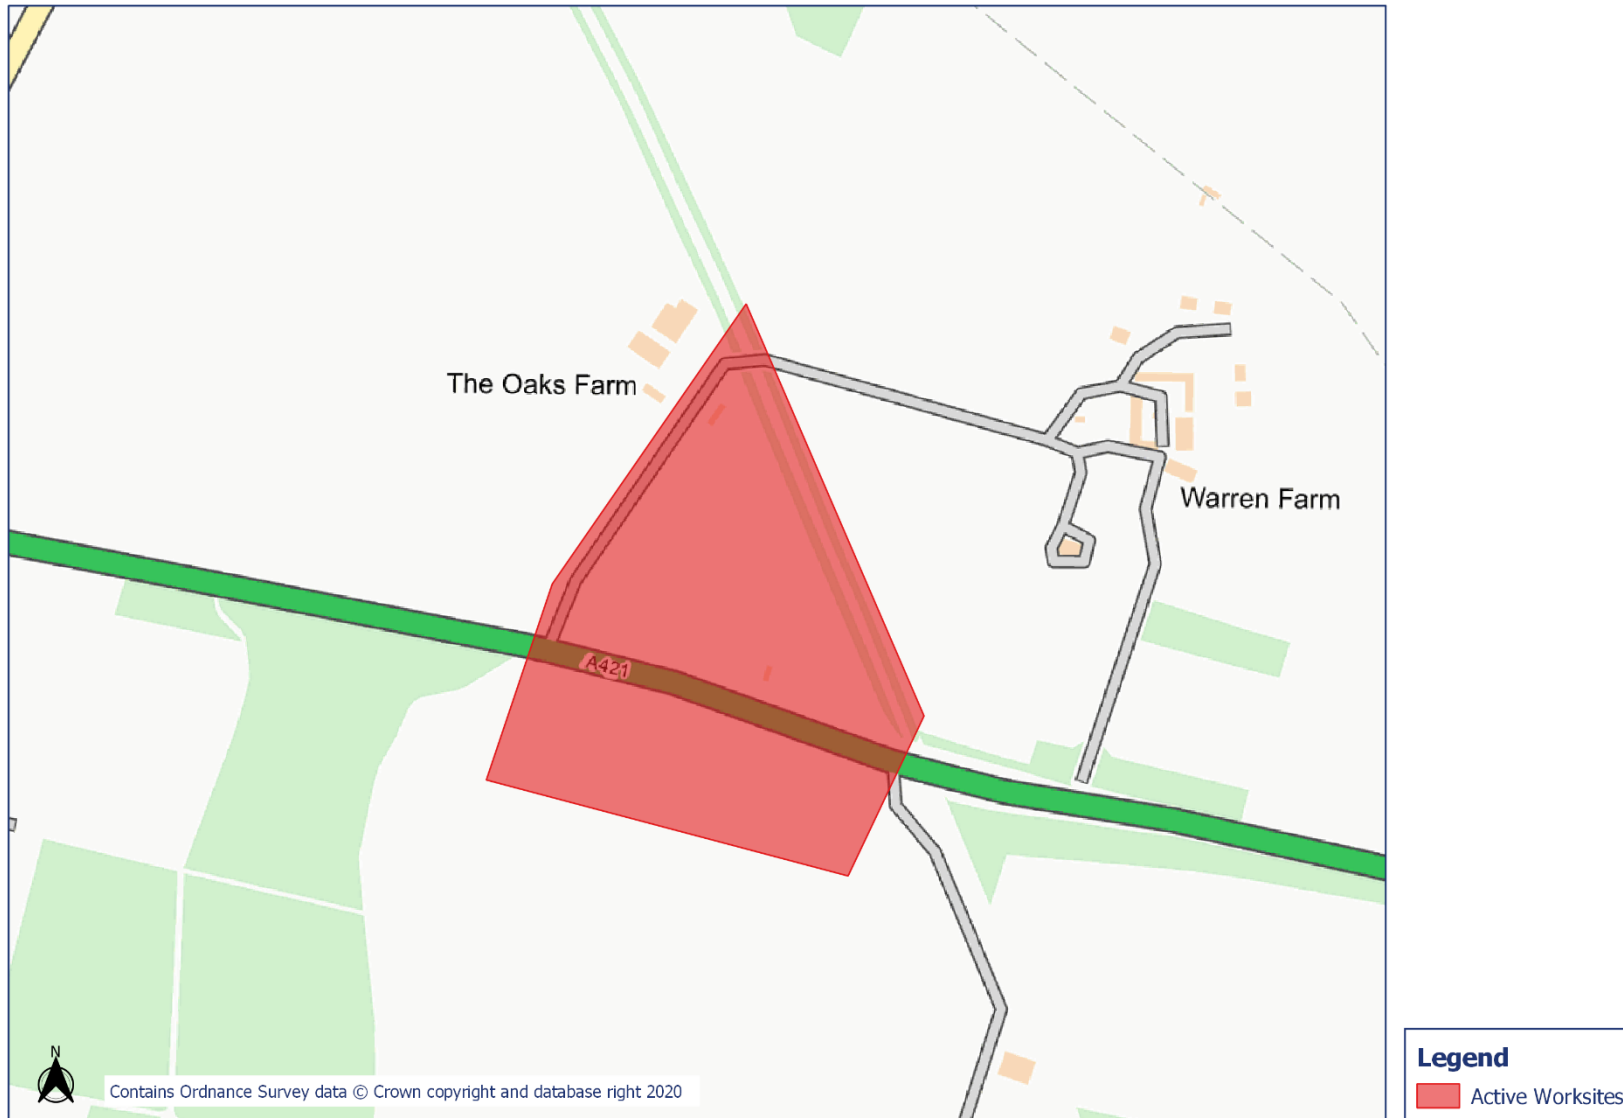 The Oaks Farm
Warren Farm
A421
N
Contains Ordnance Survey data © Crown copyright and database right 2020
Legend
Active Worksites